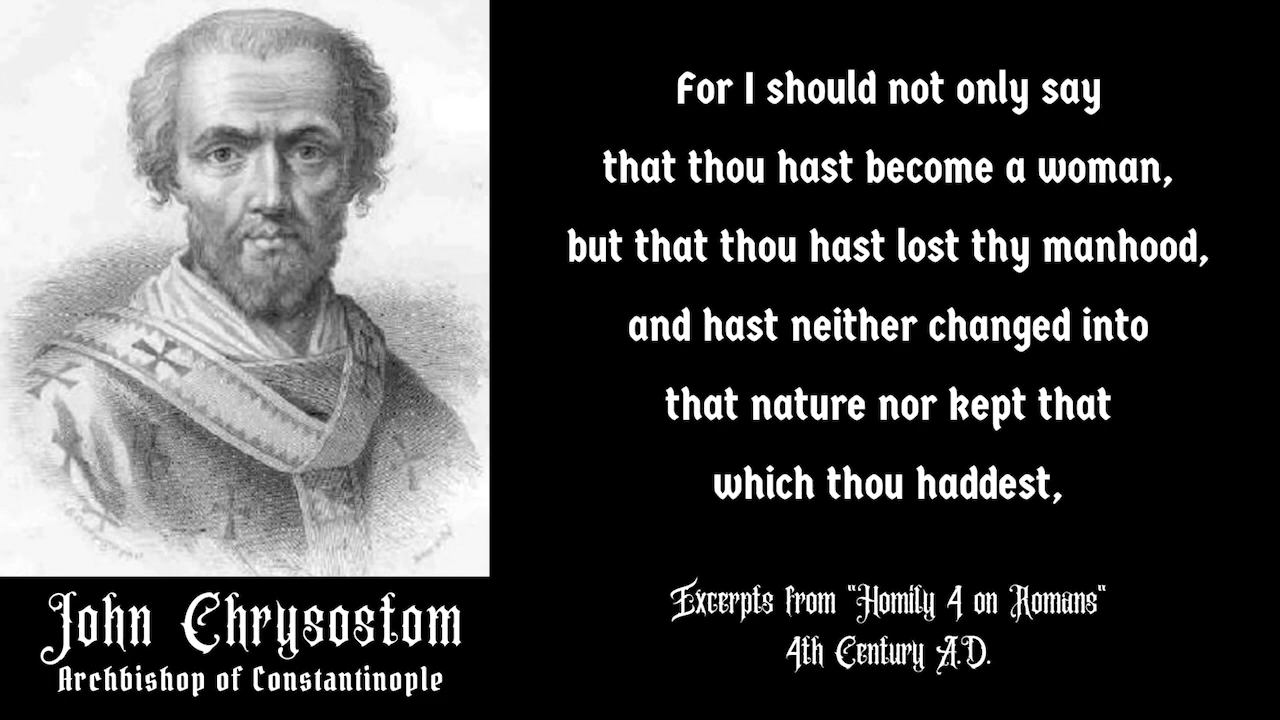 For I should not only say
that thou hast become a woman,
but that thou hast lost thy manhood,
and hast neither changed into
that nature nor kept that
which thou haddest,
Excerpts from "Homily 4 on Romans"
4th Century A.D.
John Chrysostom
Archbishop of Constantinople